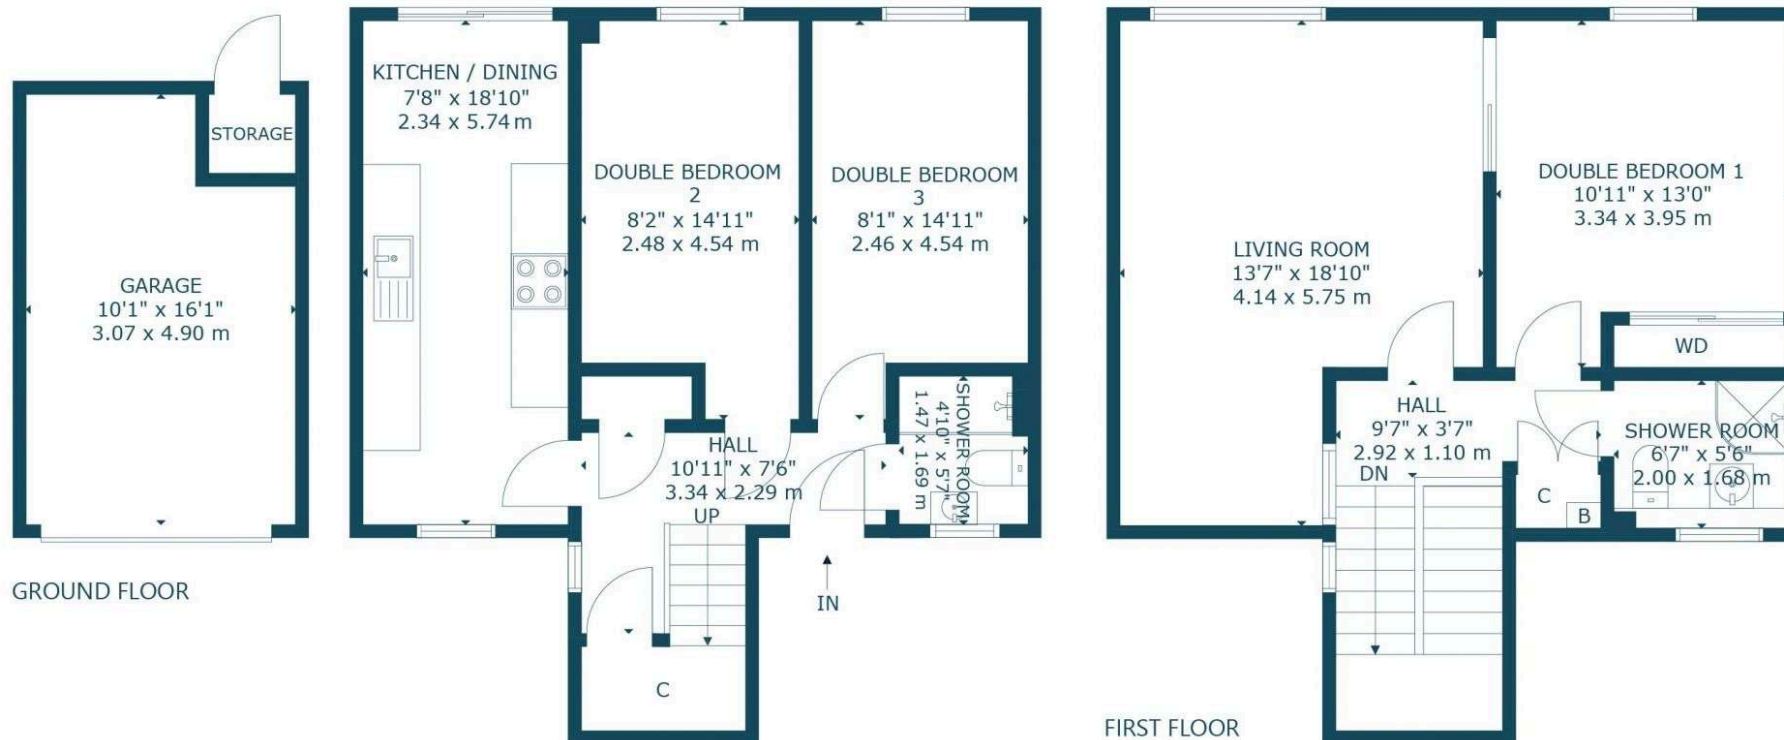 STORAGE
GARAGE
10'1" x 16'1"
3.07 x 4.90 m
GROUND FLOOR
KITCHEN / DINING
7'8" x 18'10"
2.34 x 5.74 m
DOUBLE BEDROOM
2
8'2" x 14'11"
2.48 x 4.54 m
DOUBLE BEDROOM
3
8'1" x 14'11"
2.46 x 4.54 m
HALL
10'11" x 7'6"
3.34 x 2.29 m
UP
SHOWER ROOM
4'10" x 5'7"
1.47 x 1.69 m
IN
C
LIVING ROOM
13'7" x 18'10"
4.14 x 5.75 m
DOUBLE BEDROOM 1
10'11" x 13'0"
3.34 x 3.95 m
WD
HALL
9'7" x 3'7"
2.92 x 1.10 m
DN
SHOWER ROOM
6'7" x 5'6"
2.00 x 1.68 m
C
B
FIRST FLOOR